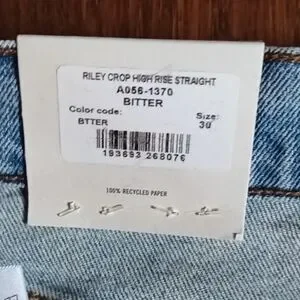 RILEY CROP HIGH RISE STRAIGHT
A056-1370
BITTER
Color code: Size:
BTTER 30
193693 268076
100% RECYCLED PAPER